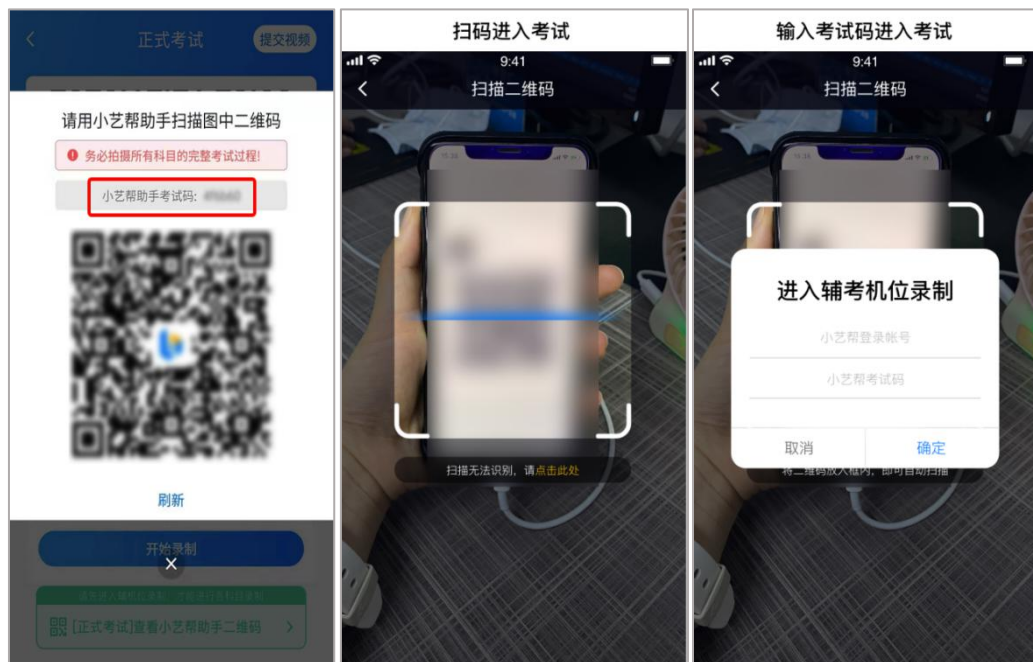 正式考试
提交视频
请用小艺帮助手扫描图中二维码
务必拍摄所有科目的完整考试过程!
小艺帮助手考试码:
刷新
开始录制
[正式考试]查看小艺帮助手二维码
扫码进入考试
9:41
扫描二维码
扫描无法识别，请点击此处
输入考试码进入考试
9:41
扫描二维码
进入辅考机位录制
小艺帮登录帐号
小艺帮考试码
取消
确定
将二维码放入框内，即可自动扫描